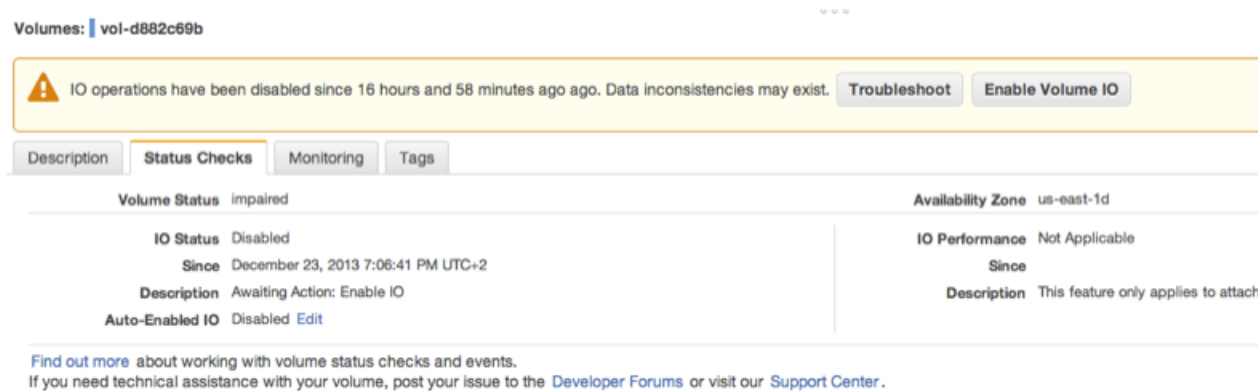 Volumes: vol-d882c69b
IO operations have been disabled since 16 hours and 58 minutes ago ago. Data inconsistencies may exist. Troubleshoot Enable Volume IO
Description Status Checks Monitoring Tags
Volume Status impaired Availability Zone us-east-1d
IO Status Disabled IO Performance Not Applicable
Since December 23, 2013 7:06:41 PM UTC+2 Since
Description Awaiting Action: Enable IO Description This feature only applies to attach
Auto-Enabled IO Disabled Edit
Find out more about working with volume status checks and events.
If you need technical assistance with your volume, post your issue to the Developer Forums or visit our Support Center.